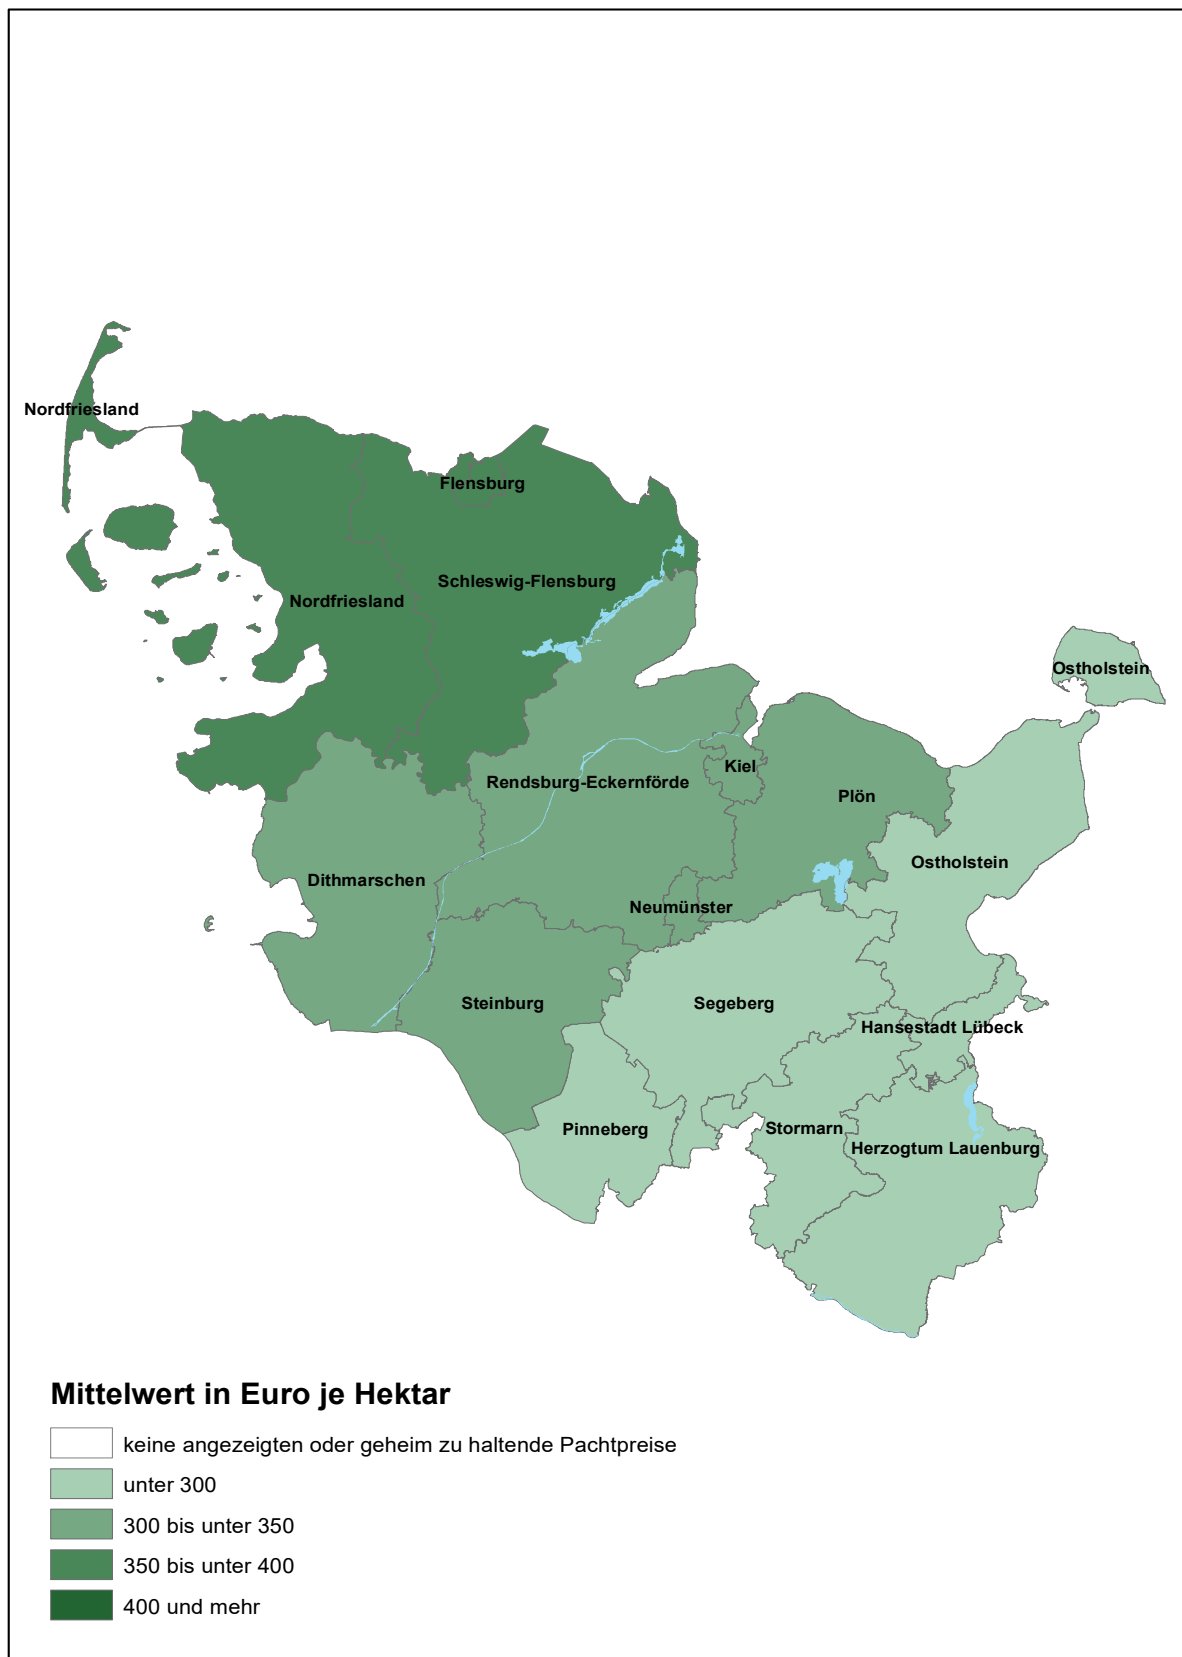 Nordfriesland
Flensburg
Schleswig-Flensburg
Nordfriesland
Ostholstein
Kiel
Rendsburg-Eckernförde
Plön
Ostholstein
Dithmarschen
Neumünster
Steinburg
Segeberg
Hansestadt Lübeck
Pinneberg
Stormarn
Herzogtum Lauenburg
Mittelwert in Euro je Hektar
keine angezeigten oder geheim zu haltende Pachtpreise
unter 300
300 bis unter 350
350 bis unter 400
400 und mehr